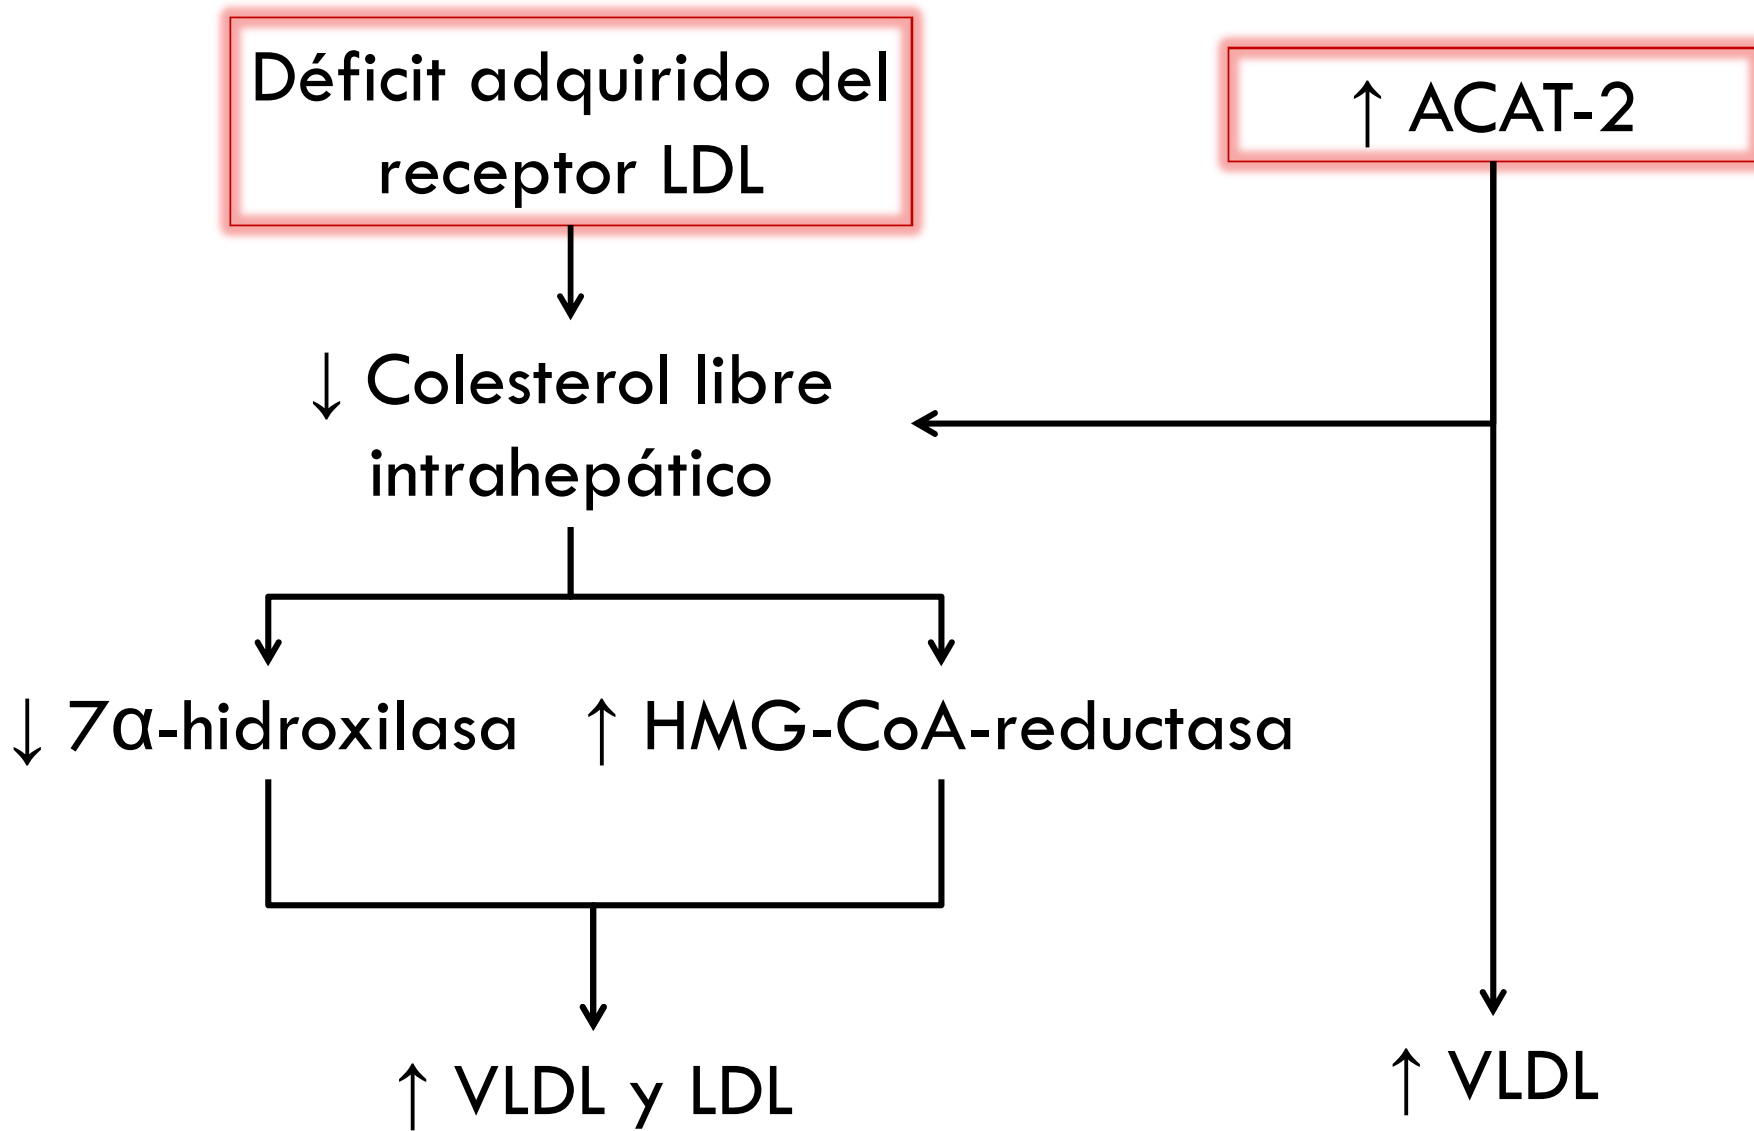 Déficit adquirido del
receptor LDL
↑ ACAT-2
↓ Colesterol libre
intrahepático
↓ 7α-hidroxilasa
↑ HMG-CoA-reductasa
↑ VLDL y LDL
↑ VLDL